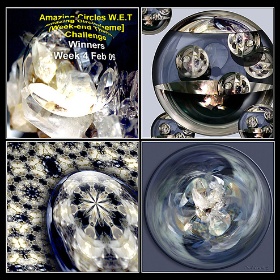 Amazing Circles W.E.T
[Week-end Theme]
Challenge
Winners
Week 4 Feb 09